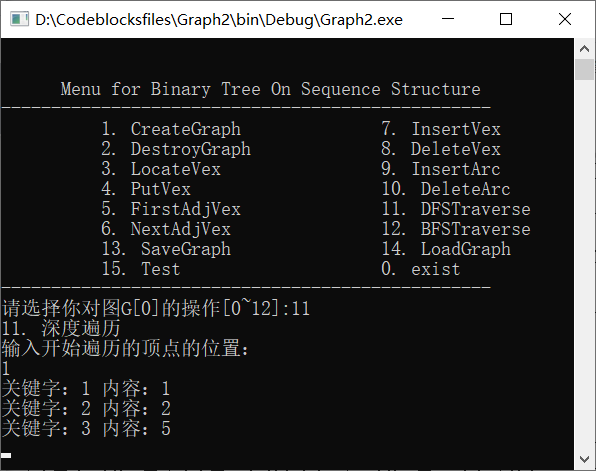 D:\Codeblocksfiles\Graph2\bin\Debug\Graph2.exe
Menu for Binary Tree On Sequence Structure
-------------------------------------------------
1. CreateGraph 7. InsertVex
2. DestroyGraph 8. DeleteVex
3. LocateVex 9. InsertArc
4. PutVex 10. DeleteArc
5. FirstAdjVex 11. DFSTraverse
6. NextAdjVex 12. BFSTraverse
13. SaveGraph 14. LoadGraph
15. Test 0. exist
-------------------------------------------------
请选择你对图G[0]的操作[0~12]:11
11. 深度遍历
输入开始遍历的顶点的位置：
1
关键字：1 内容：1
关键字：2 内容：2
关键字：3 内容：5